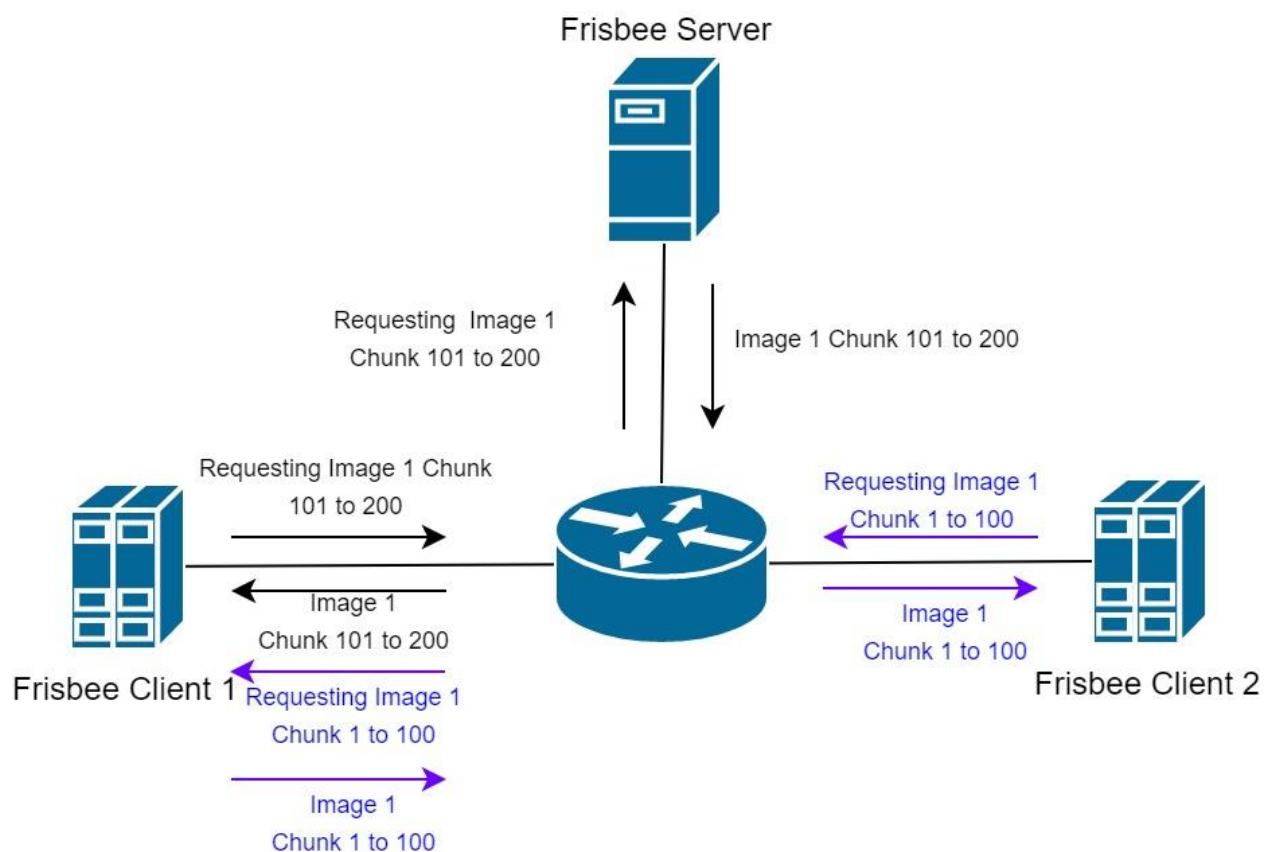 Frisbee Server
Requesting Image 1
Chunk 101 to 200
Image 1 Chunk 101 to 200
Requesting Image 1 Chunk
101 to 200
Requesting Image 1
Chunk 1 to 100
Image 1
Chunk 101 to 200
Image 1
Chunk 1 to 100
Frisbee Client 1
Frisbee Client 2
Requesting Image 1
Chunk 1 to 100
Image 1
Chunk 1 to 100